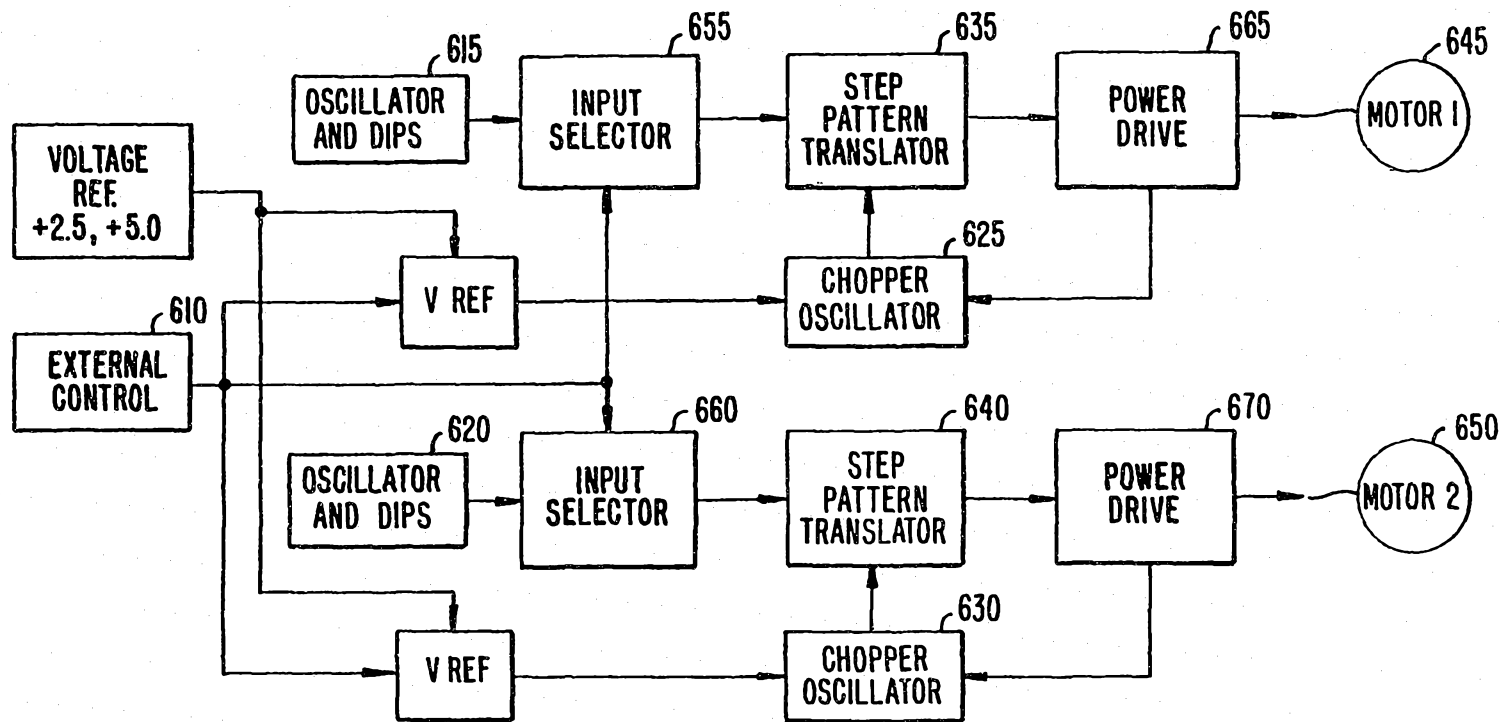 615
OSCILLATOR
AND DIPS
655
INPUT
SELECTOR
635
STEP
PATTERN
TRANSLATOR
665
POWER
DRIVE
645
MOTOR 1
VOLTAGE
REF.
+2.5, +5.0
V REF
625
CHOPPER
OSCILLATOR
610
EXTERNAL
CONTROL
620
OSCILLATOR
AND DIPS
660
INPUT
SELECTOR
640
STEP
PATTERN
TRANSLATOR
670
POWER
DRIVE
650
MOTOR 2
V REF
630
CHOPPER
OSCILLATOR